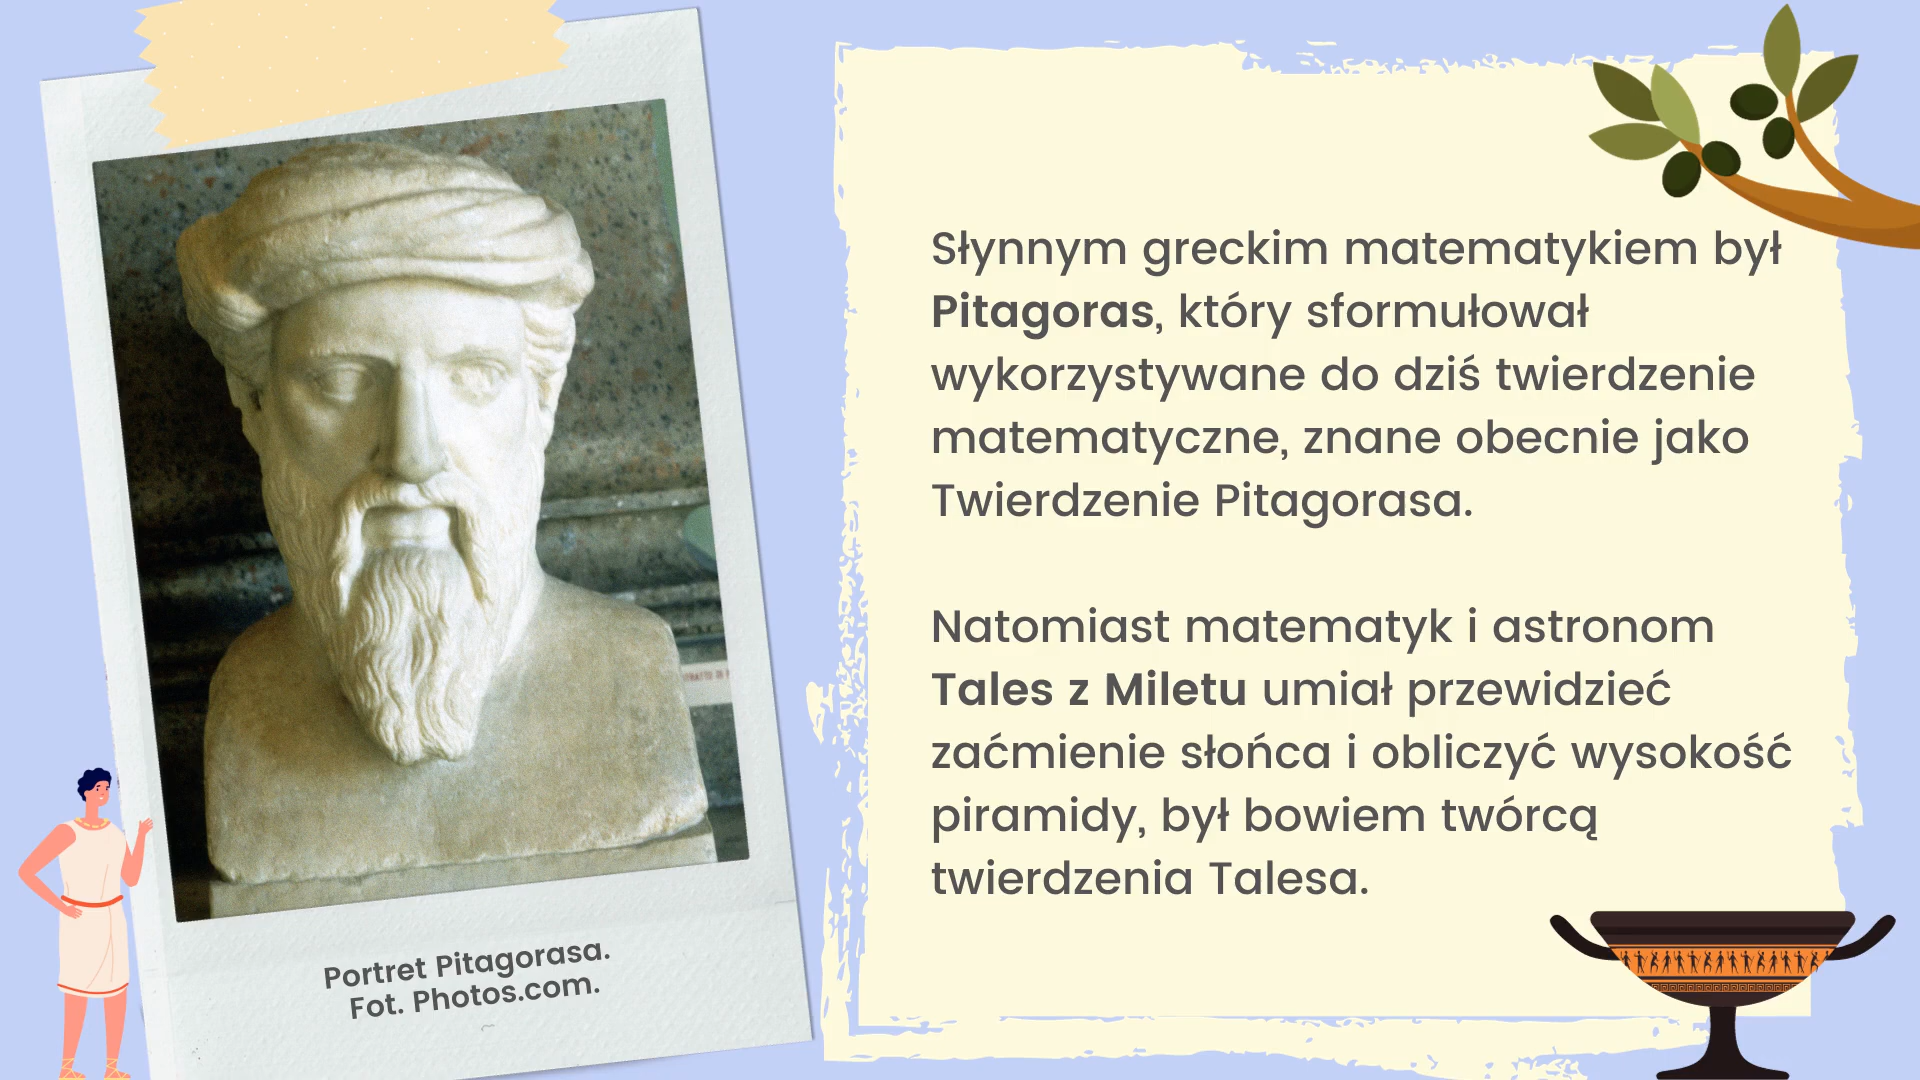 Słynnym greckim matematykiem był
Pitagoras, który sformułował
wykorzystywane do dziś twierdzenie
matematyczne, znane obecnie jako
Twierdzenie Pitagorasa.
Natomiast matematyk i astronom
Tales z Miletu umiał przewidzieć
zaćmienie słońca i obliczyć wysokość
piramidy, był bowiem twórcą
twierdzenia Talesa.
Portret Pitagorasa.
Fot. Photos.com.